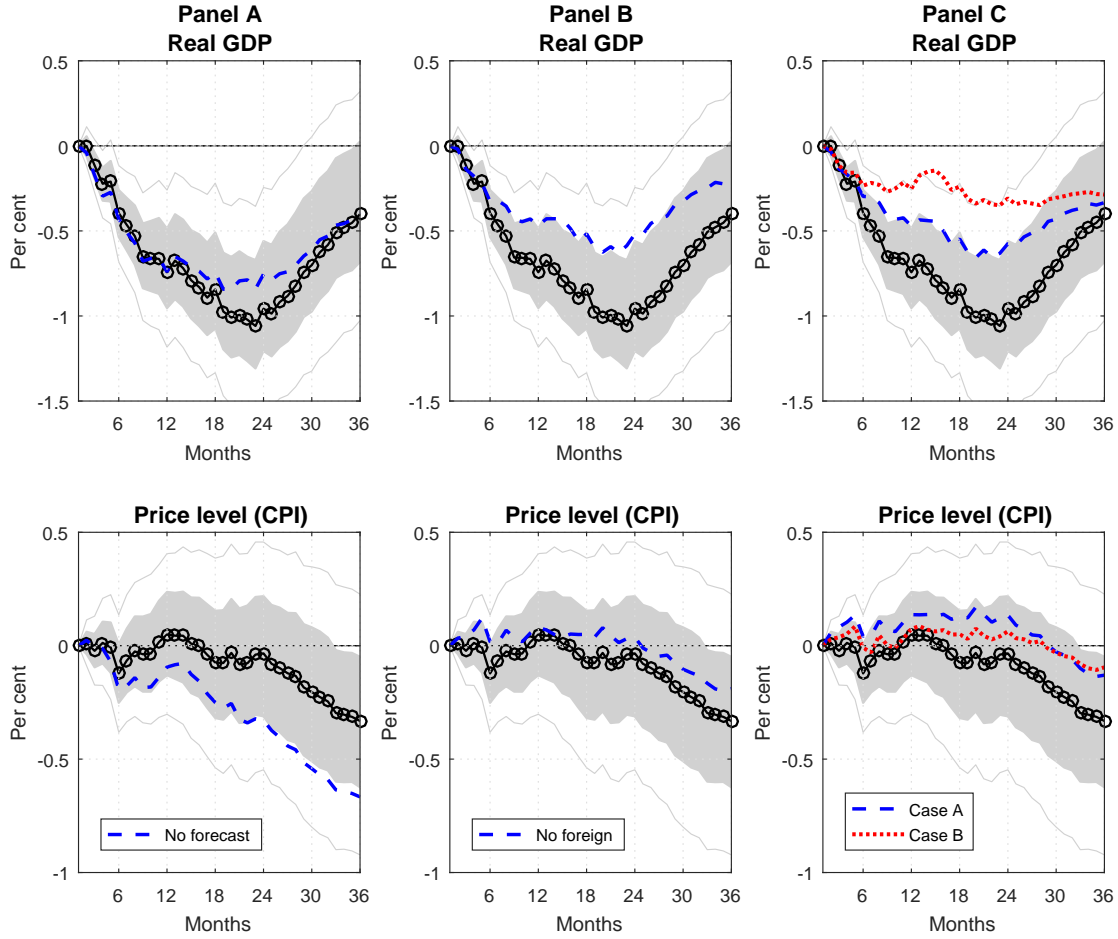 Panel A
Real GDP
Panel B
Real GDP
Panel C
Real GDP
Per cent
0.5
0
-0.5
-1
-1.5
6 12 18 24 30 36
Months
Per cent
0.5
0
-0.5
-1
-1.5
6 12 18 24 30 36
Months
Per cent
0.5
0
-0.5
-1
-1.5
6 12 18 24 30 36
Months
Price level (CPI)
Per cent
0.5
0
-0.5
-1
No forecast
6 12 18 24 30 36
Months
Price level (CPI)
Per cent
0.5
0
-0.5
-1
No foreign
6 12 18 24 30 36
Months
Price level (CPI)
Per cent
0.5
0
-0.5
-1
Case A
Case B
6 12 18 24 30 36
Months